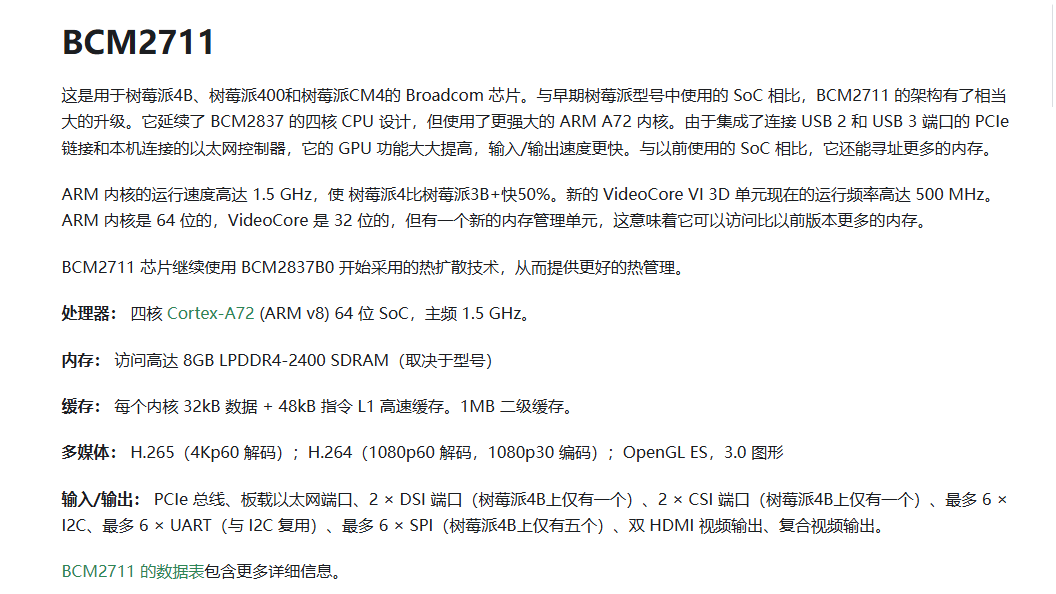 BCM2711
这是用于树莓派4B、树莓派400和树莓派CM4的 Broadcom 芯片。与早期树莓派型号中使用的 SoC 相比，BCM2711 的架构有了相当
大的升级。它延续了 BCM2837 的四核 CPU 设计，但使用了更强大的 ARM A72 内核。由于集成了连接 USB 2 和 USB 3 端口的 PCIe
链接和本机连接的以太网控制器，它的 GPU 功能大大提高，输入/输出速度更快。与以前使用的 SoC 相比，它还能寻址更多的内存。
ARM 内核的运行速度高达 1.5 GHz，使 树莓派4比树莓派3B+快50%。新的 VideoCore VI 3D 单元现在的运行频率高达 500 MHz。
ARM 内核是 64 位的，VideoCore 是 32 位的，但有一个新的内存管理单元，这意味着它可以访问比以前版本更多的内存。
BCM2711 芯片继续使用 BCM2837B0 开始采用的热扩散技术，从而提供更好的热管理。
处理器： 四核 Cortex-A72 (ARM v8) 64 位 SoC，主频 1.5 GHz。
内存： 访问高达 8GB LPDDR4-2400 SDRAM（取决于型号）
缓存： 每个内核 32kB 数据 + 48kB 指令 L1 高速缓存。1MB 二级缓存。
多媒体： H.265（4Kp60 解码）；H.264（1080p60 解码，1080p30 编码）；OpenGL ES，3.0 图形
输入/输出： PCIe 总线、板载以太网端口、2 × DSI 端口（树莓派4B上仅有一个）、2 × CSI 端口（树莓派4B上仅有一个）、最多 6 ×
I2C、最多 6 × UART（与 I2C 复用）、最多 6 × SPI（树莓派4B上仅有五个）、双 HDMI 视频输出、复合视频输出。
BCM2711 的数据表包含更多详细信息。